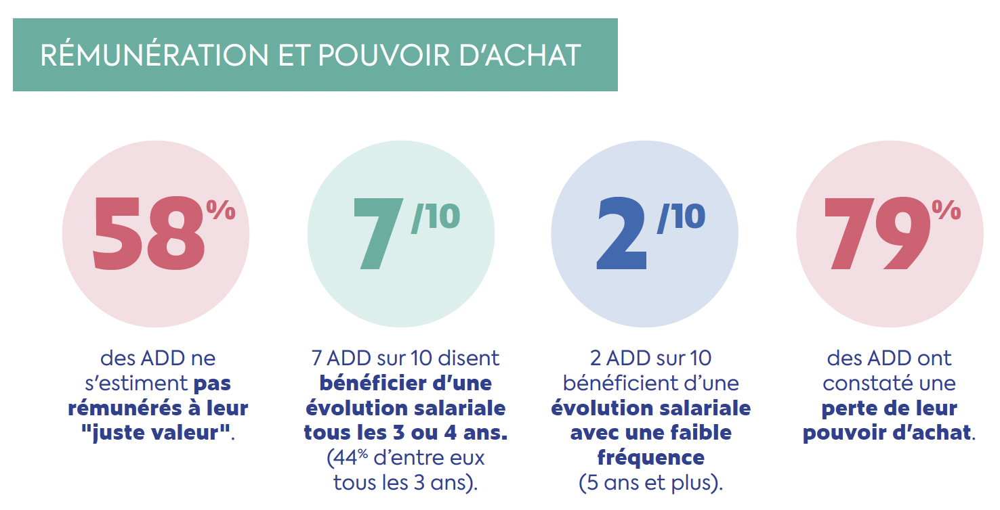 RÉMUNÉRATION ET POUVOIR D'ACHAT
58%
des ADD ne
s'estiment pas
rémunérés à leur
"juste valeur".
7/10
7 ADD sur 10 disent
bénéficier d'une
évolution salariale
tous les 3 ou 4 ans.
(44% d'entre eux
tous les 3 ans).
2/10
2 ADD sur 10
bénéficient d'une
évolution salariale
avec une faible
fréquence
(5 ans et plus).
79%
des ADD ont
constaté une
perte de leur
pouvoir d'achat.